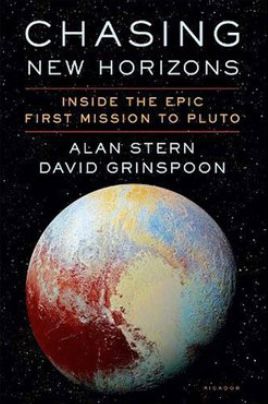 CHASING
NEW HORIZONS
INSIDE THE EPIC
FIRST MISSION TO PLUTO
ALAN STERN
DAVID GRINSPOON
PICADOR